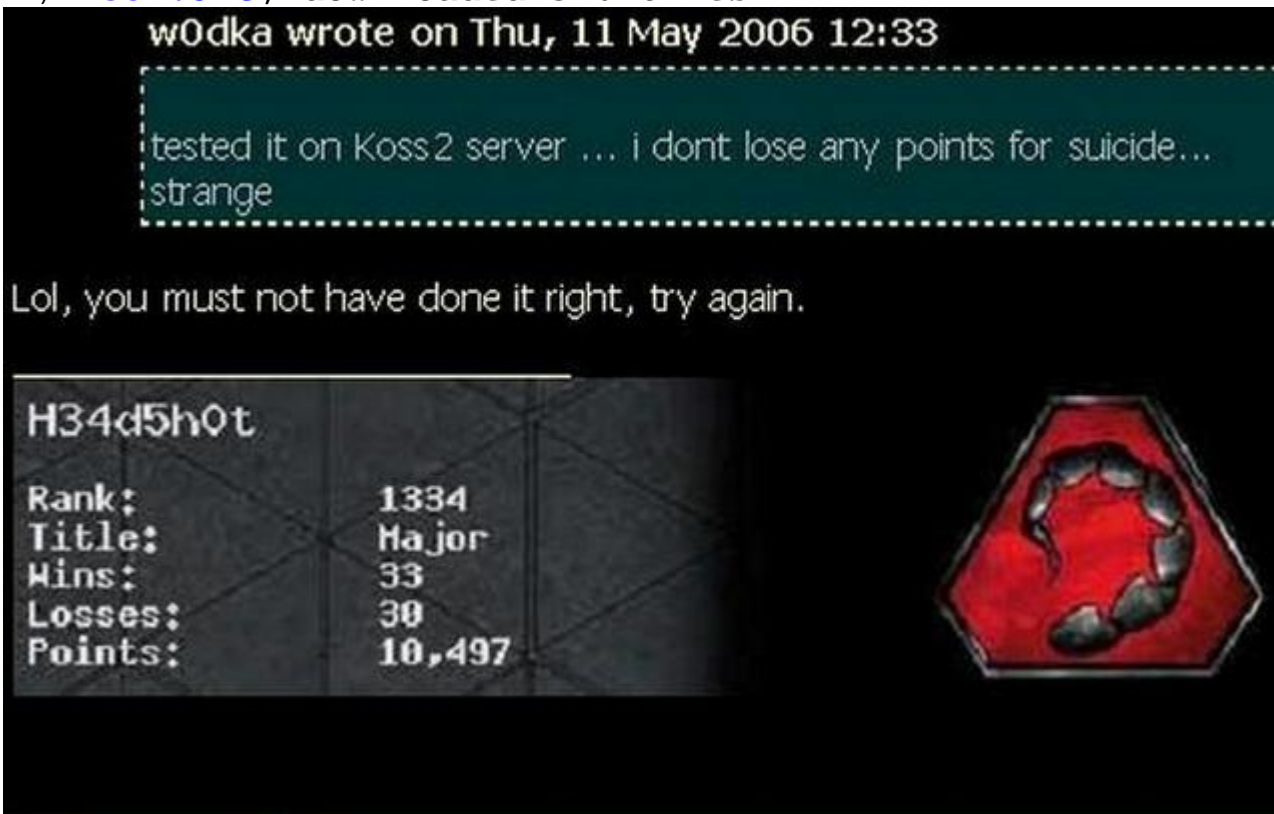 w0dka wrote on Thu, 11 May 2006 12:33
tested it on Koss2 server ... i dont lose any points for suicide...
strange
Lol, you must not have done it right, try again.
H34d5h0t
Rank: 1334
Title: Major
Wins: 33
Losses: 30
Points: 10,497